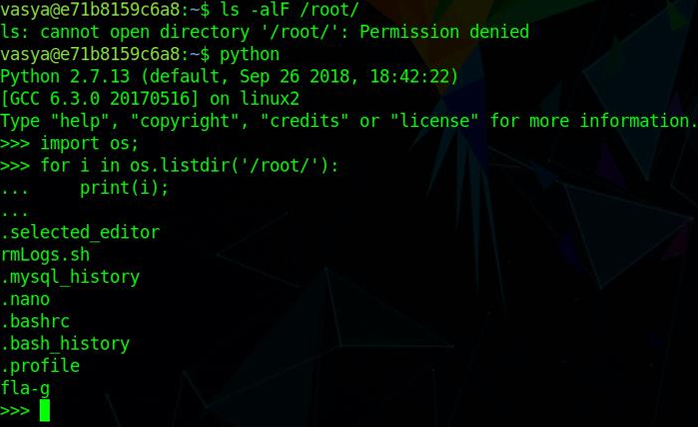 vasya@e71b8159c6a8:~$ ls -alF /root/
ls: cannot open directory '/root/': Permission denied
vasya@e71b8159c6a8:~$ python
Python 2.7.13 (default, Sep 26 2018, 18:42:22)
[GCC 6.3.0 20170516] on linux2
Type "help", "copyright", "credits" or "license" for more information.
>>> import os;
>>> for i in os.listdir('/root/'):
...     print(i);
...
.selected_editor
rmLogs.sh
.mysql_history
.nano
.bashrc
.bash_history
.profile
fla-g
>>>